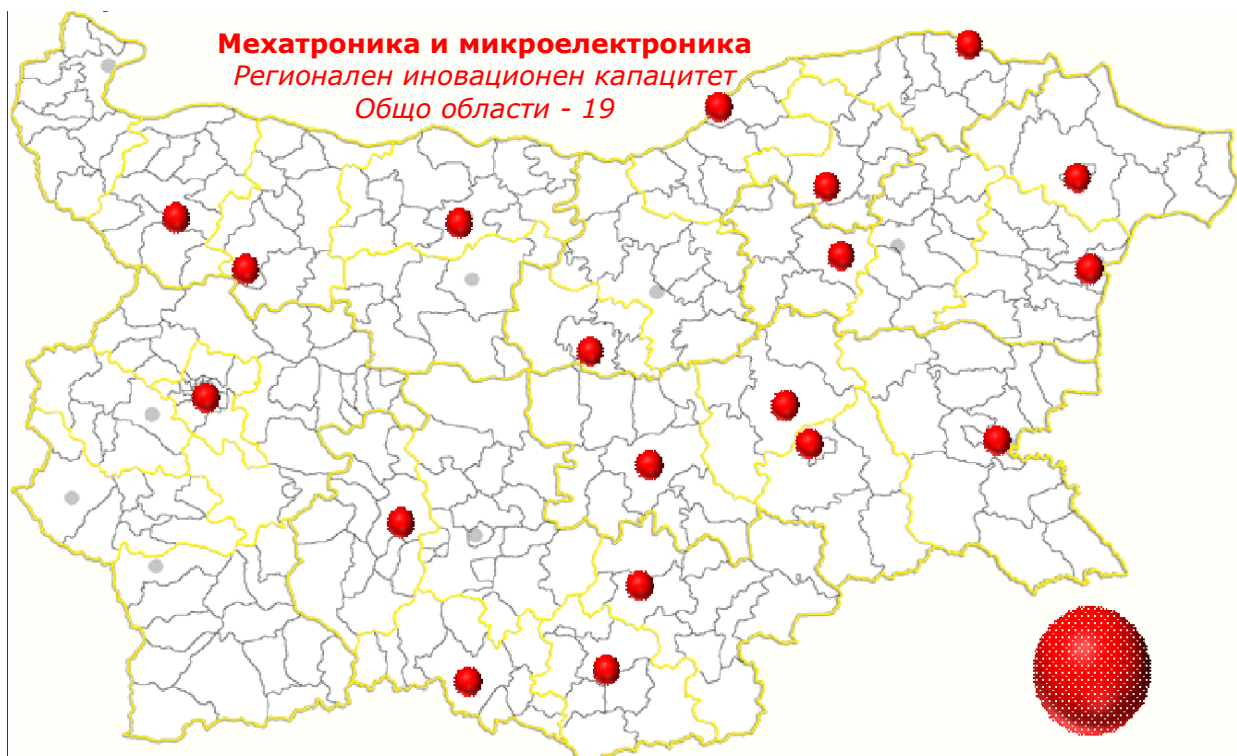 Мехатроника и микроелектроника
Регионален иновационен капацитет
Общо области - 19